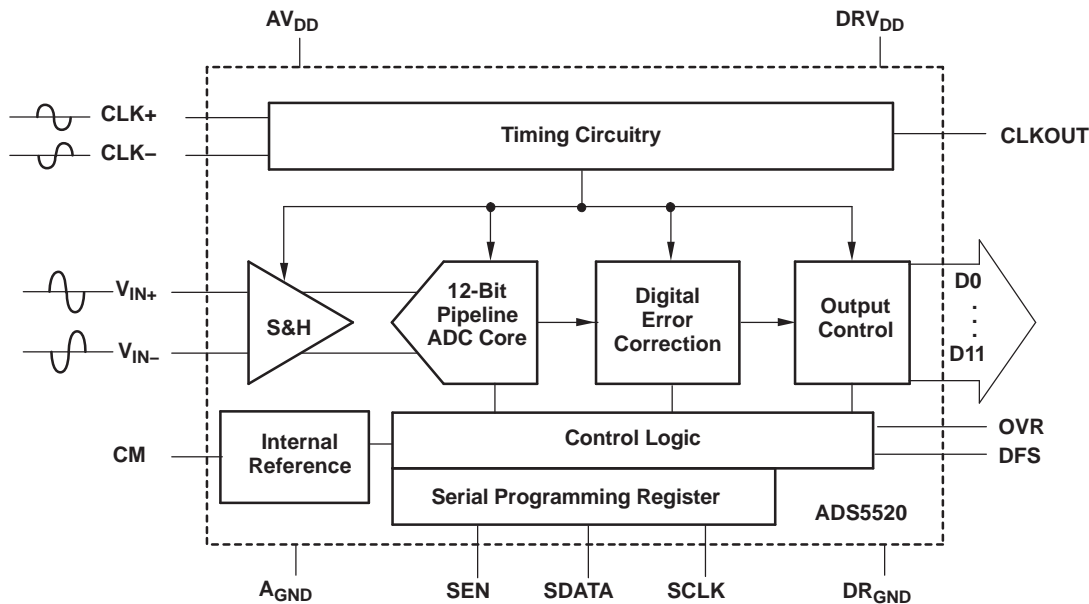 AVDD
DRVDD
CLK+
CLK−
Timing Circuitry
CLKOUT
VIN+
VIN−
S&H
12-Bit
Pipeline
ADC Core
Digital
Error
Correction
Output
Control
D0
.
.
.
D11
CM
Internal
Reference
Control Logic
OVR
DFS
Serial Programming Register
ADS5520
AGND
SEN
SDATA
SCLK
DRGND